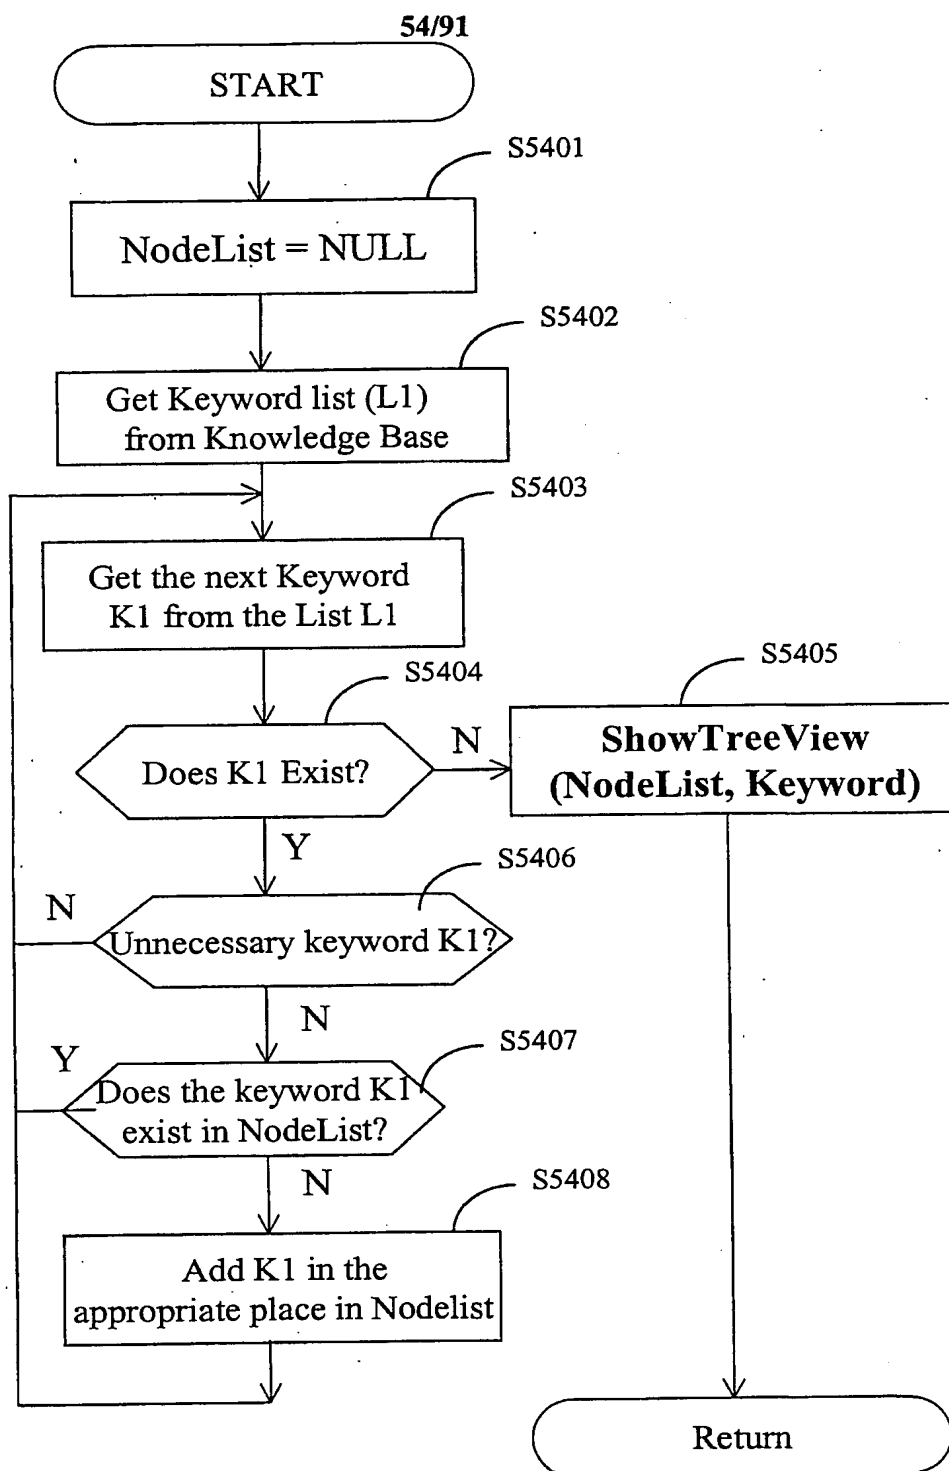 54/91
START
S5401
NodeList = NULL
S5402
Get Keyword list (L1)
from Knowledge Base
S5403
Get the next Keyword
K1 from the List L1
S5404
Does K1 Exist?
N
S5405
ShowTreeView
(NodeList, Keyword)
Y
S5406
N
Unnecessary keyword K1?
N
S5407
Y
Does the keyword K1
exist in NodeList?
N
S5408
Add K1 in the
appropriate place in Nodelist
Return